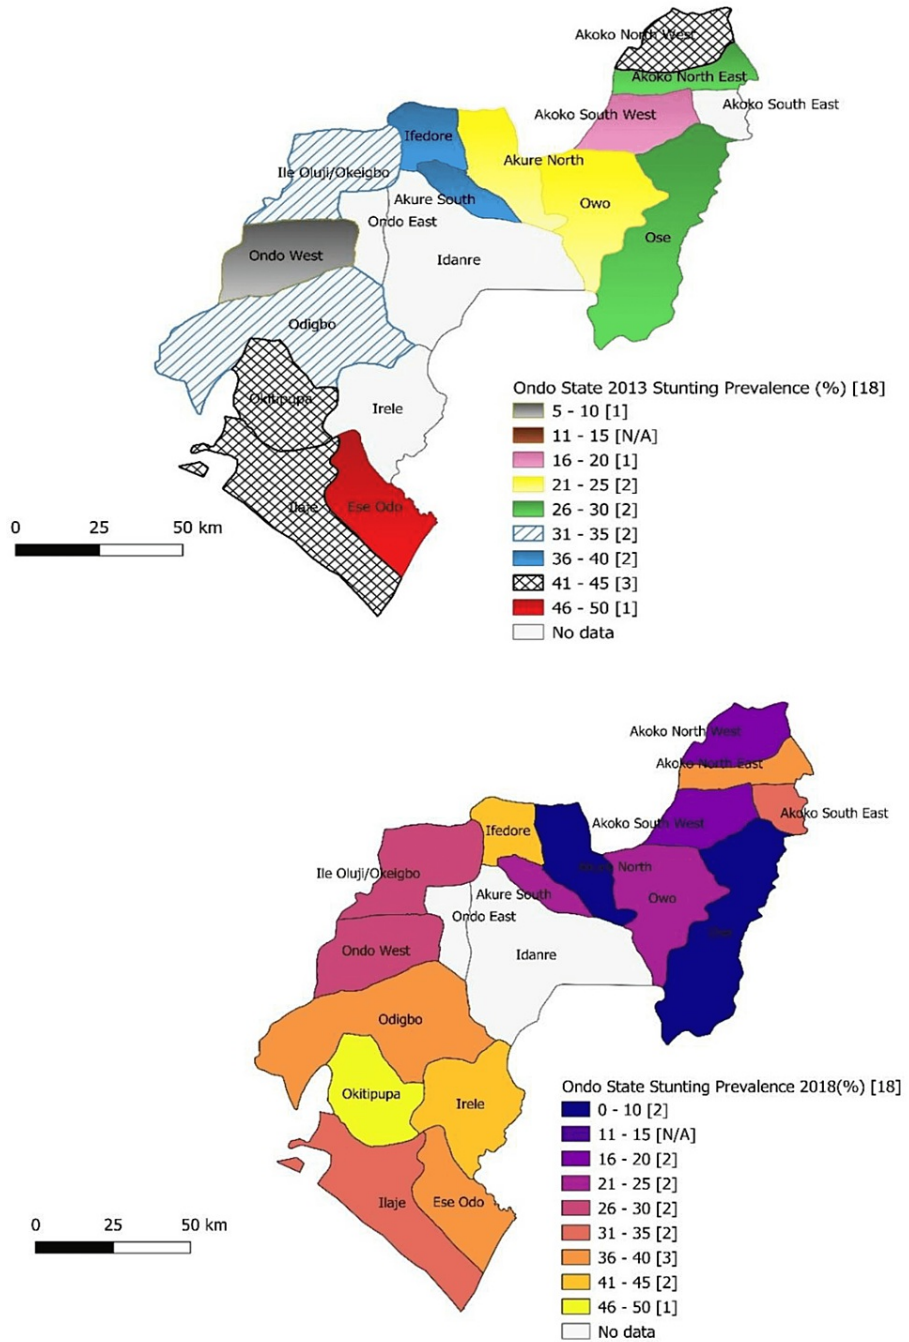 Akoko North West
Akoko North East
Akoko South East
Akoko South West
Ifedore
Akure North
Ile Oluji/Okeigbo
Akure South
Owo
Ondo East
Ose
Ondo West
Idanre
Odigbo
Okitipupa
Irele
Ilaje
Ese Odo
0 25 50 km
Ondo State 2013 Stunting Prevalence (%) [18]
5 - 10 [1]
11 - 15 [N/A]
16 - 20 [1]
21 - 25 [2]
26 - 30 [2]
31 - 35 [2]
36 - 40 [2]
41 - 45 [3]
46 - 50 [1]
No data
Akoko North West
Akoko North East
Akoko South East
Akoko South West
Ifedore
Akure North
Ile Oluji/Okeigbo
Akure South
Owo
Ondo East
Ose
Ondo West
Idanre
Odigbo
Okitipupa
Irele
Ilaje
Ese Odo
0 25 50 km
Ondo State Stunting Prevalence 2018(%) [18]
0 - 10 [2]
11 - 15 [N/A]
16 - 20 [2]
21 - 25 [2]
26 - 30 [2]
31 - 35 [2]
36 - 40 [3]
41 - 45 [2]
46 - 50 [1]
No data